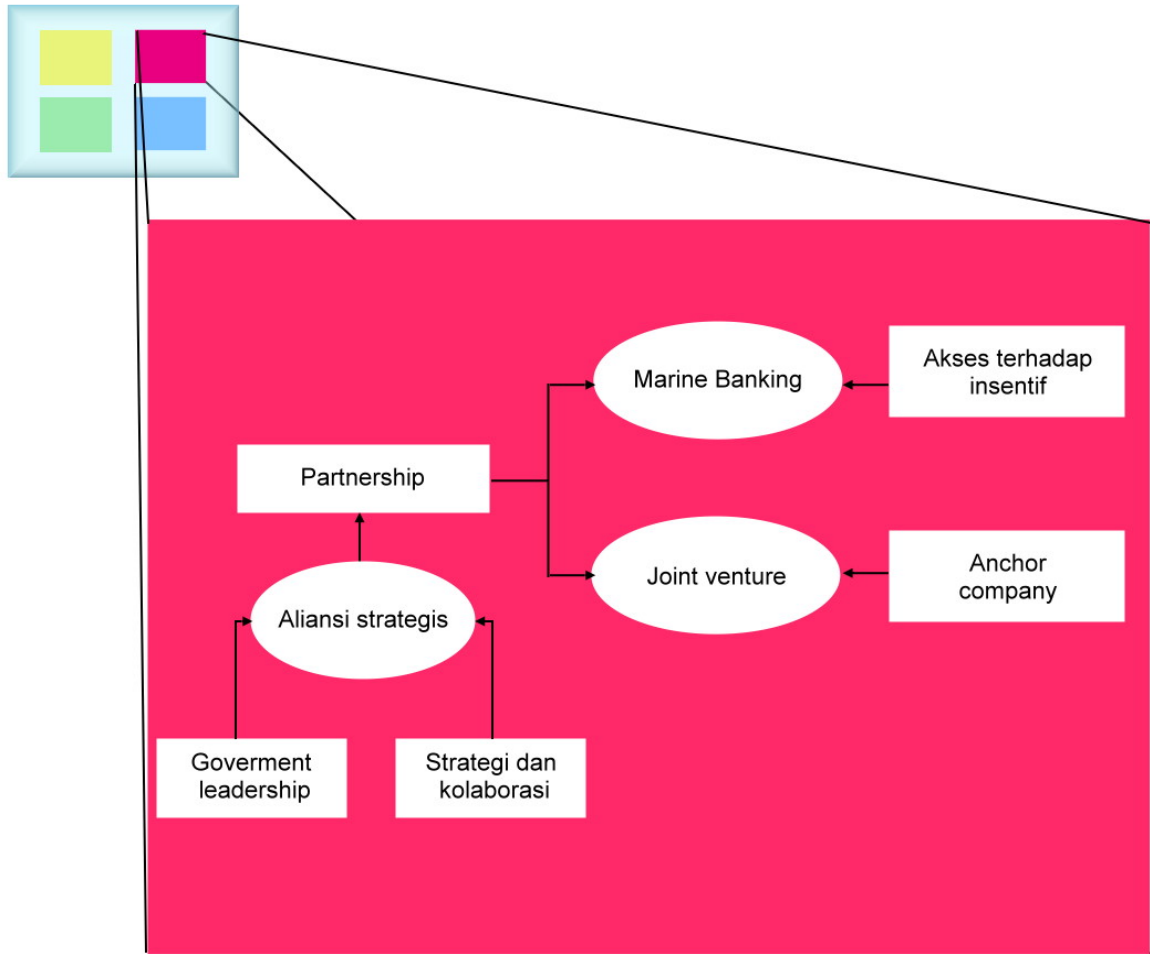 Marine Banking
Akses terhadap
insentif
Partnership
Joint venture
Anchor
company
Aliansi strategis
Goverment
leadership
Strategi dan
kolaborasi